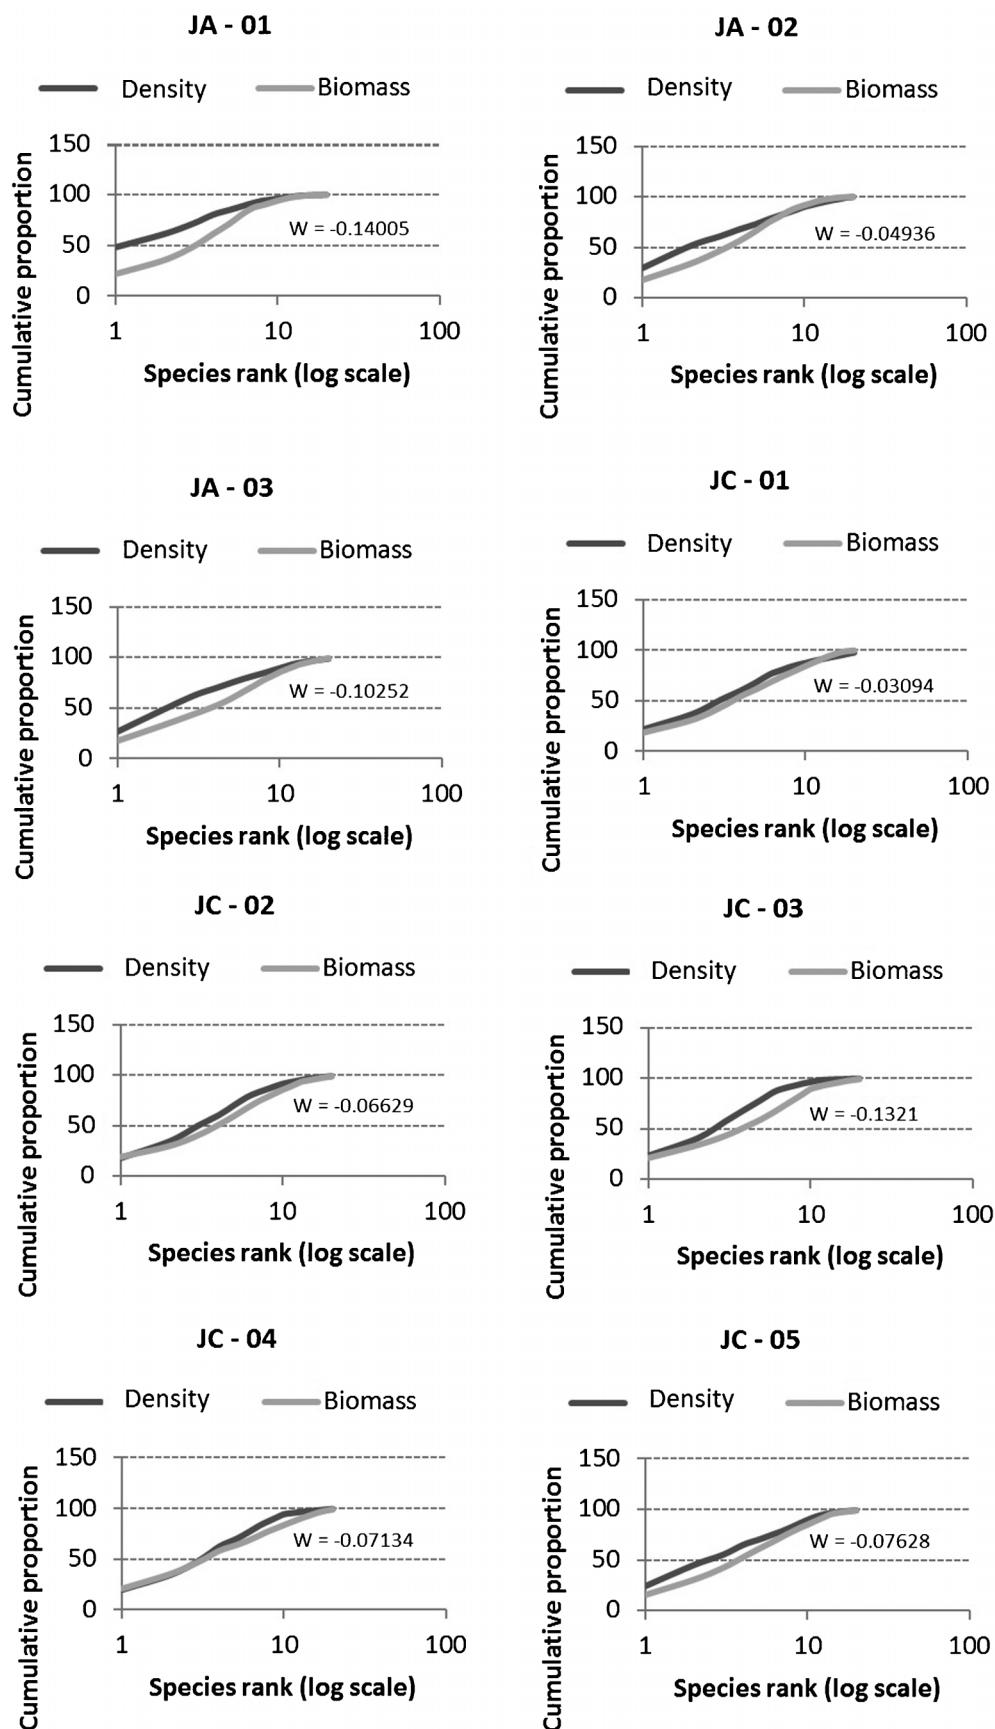 JA - 01
Density Biomass
Cumulative proportion
150
100
50
0
W = -0.14005
1 10 100
Species rank (log scale)
JA - 02
Density Biomass
Cumulative proportion
150
100
50
0
W = -0.04936
1 10 100
Species rank (log scale)
JA - 03
Density Biomass
Cumulative proportion
150
100
50
0
W = -0.10252
1 10 100
Species rank (log scale)
JC - 01
Density Biomass
Cumulative proportion
150
100
50
0
W = -0.03094
1 10 100
Species rank (log scale)
JC - 02
Density Biomass
Cumulative proportion
150
100
50
0
W = -0.06629
1 10 100
Species rank (log scale)
JC - 03
Density Biomass
Cumulative proportion
150
100
50
0
W = -0.1321
1 10 100
Species rank (log scale)
JC - 04
Density Biomass
Cumulative proportion
150
100
50
0
W = -0.07134
1 10 100
Species rank (log scale)
JC - 05
Density Biomass
Cumulative proportion
150
100
50
0
W = -0.07628
1 10 100
Species rank (log scale)